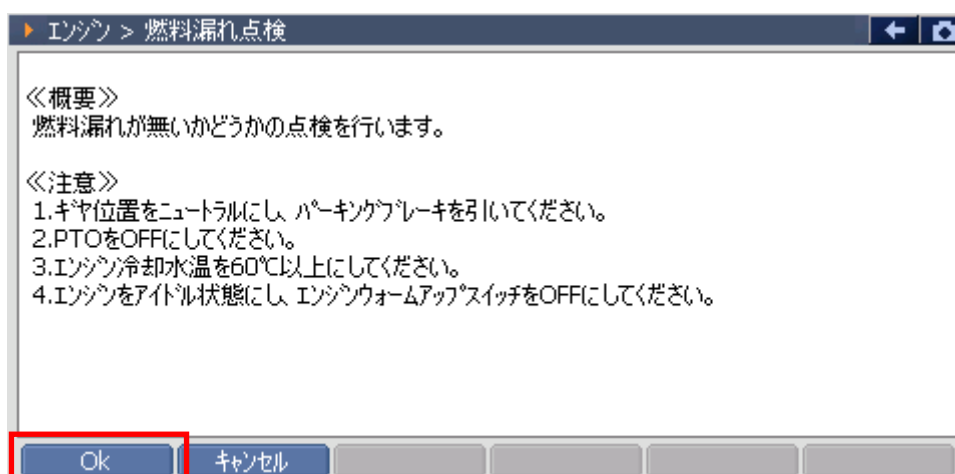 ｴﾝｼﾞﾝ > 燃料漏れ点検
≪概要≫
燃料漏れが無いかどうかの点検を行います。
≪注意≫
1.ｷﾞﾔ位置をﾆｭｰﾄﾗﾙにし、ﾊﾟｰｷﾝｸﾞﾌﾞﾚｰｷを引いてください。
2.PTOをOFFにしてください。
3.ｴﾝｼﾞﾝ冷却水温を60℃以上にしてください。
4.ｴﾝｼﾞﾝをｱｲﾄﾞﾙ状態にし、ｴﾝｼﾞﾝｳｫｰﾑｱｯﾌﾟｽｲｯﾁをOFFにしてください。
Ok
ｷｬﾝｾﾙ